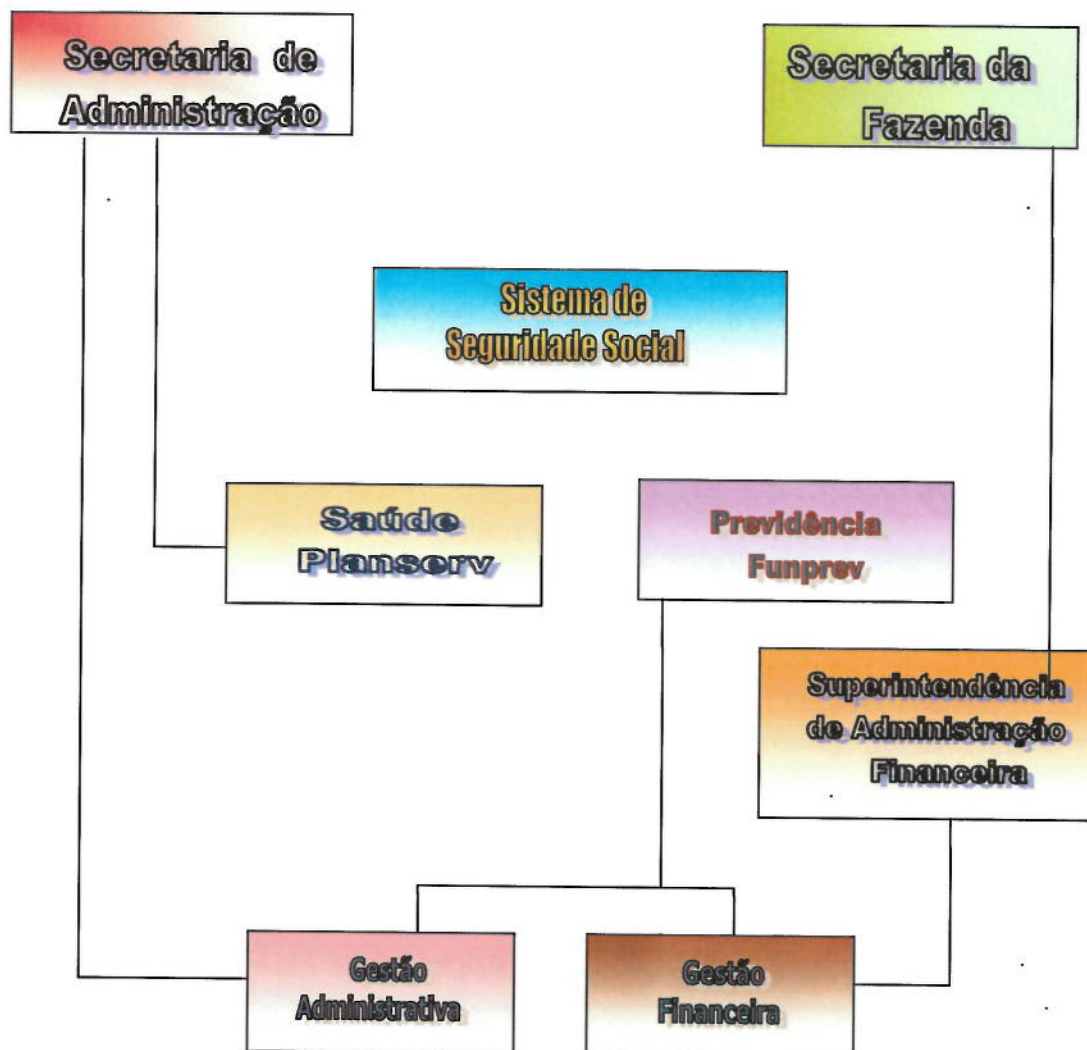 Secretaria de
Administração
Secretaria da
Fazenda
Sistema de
Seguridade Social
Saúde
Planserv
Previdência
Funprev
Superintendência
de Administração
Financeira
Gestão
Administrativa
Gestão
Financeira